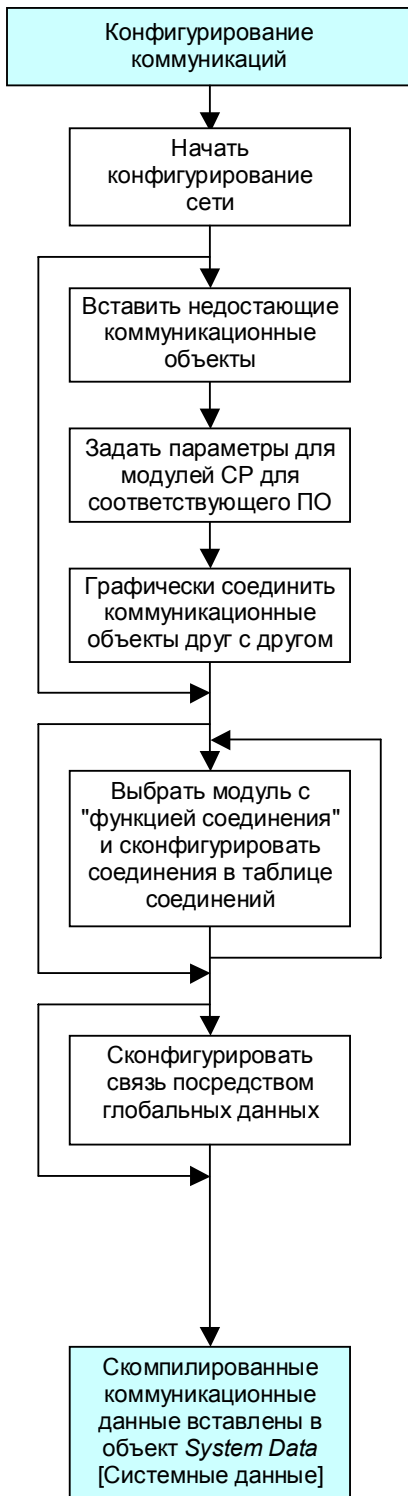 Конфигурирование
коммуникаций
Начать
конфигурирование
сети
Вставить недостающие
коммуникационные
объекты
Задать параметры для
модулей CP для
соответствующего ПО
Графически соединить
коммуникационные
объекты друг с другом
Выбрать модуль с
"функцией соединения"
и сконфигурировать
соединения в таблице
соединений
Сконфигурировать
связь посредством
глобальных данных
Скомпилированные
коммуникационные
данные вставлены в
объект System Data
[Системные данные]